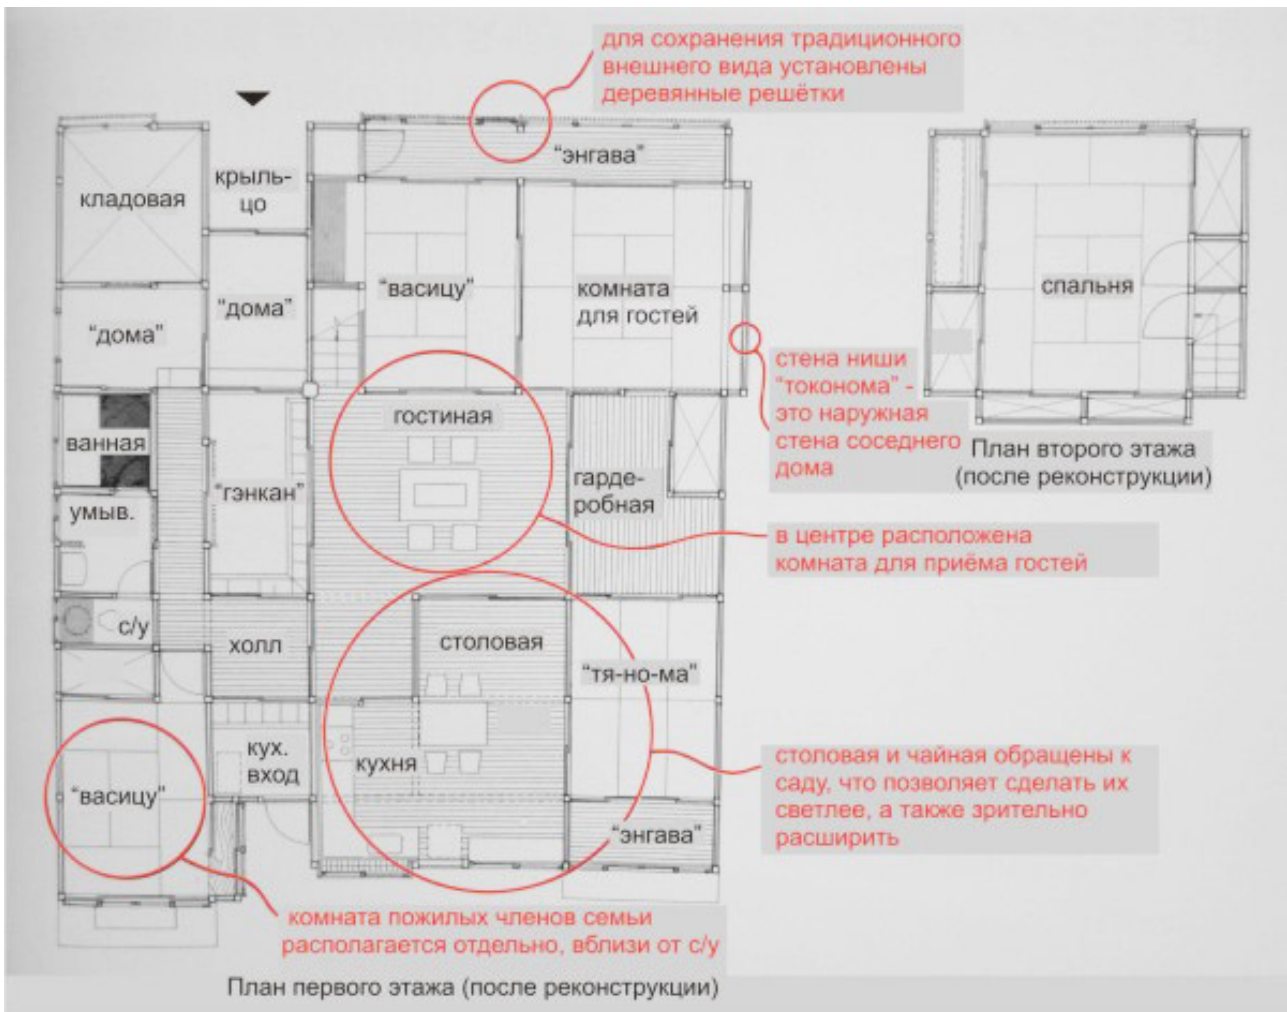 для сохранения традиционного
внешнего вида установлены
деревянные решётки
"энгава"
кладовая
крыль-
цо
"дома"
"дома"
"васицу"
комната
для гостей
спальня
стена ниши
"токонома" -
это наружная
стена соседнего
дома
План второго этажа
(после реконструкции)
ванная
"гэнкан"
гостиная
гарде-
робная
умыв.
в центре расположена
комната для приёма гостей
с/у
холл
столовая
"тя-но-ма"
кух.
вход
кухня
"васицу"
"энгава"
столовая и чайная обращены к
саду, что позволяет сделать их
светлее, а также зрительно
расширить
комната пожилых членов семьи
располагается отдельно, вблизи от с/у
План первого этажа (после реконструкции)